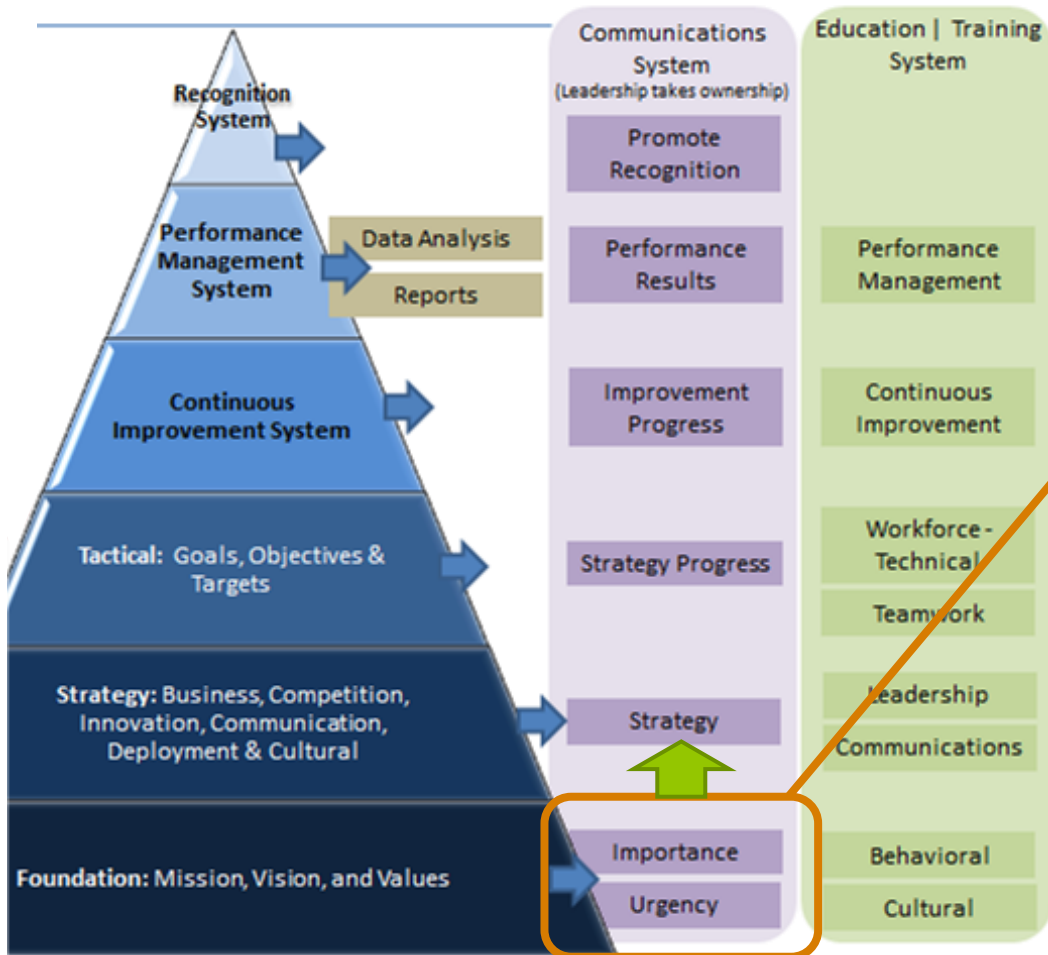 Recognition
System
Performance
Management
System
Continuous
Improvement System
Tactical: Goals, Objectives &
Targets
Strategy: Business, Competition,
Innovation, Communication,
Deployment & Cultural
Foundation: Mission, Vision, and Values
Data Analysis
Reports
Communications
System
(Leadership takes ownership)
Promote
Recognition
Performance
Results
Improvement
Progress
Strategy Progress
Strategy
Importance
Urgency
Education | Training
System
Performance
Management
Continuous
Improvement
Workforce -
Technical
Teamwork
Leadership
Communications
Behavioral
Cultural